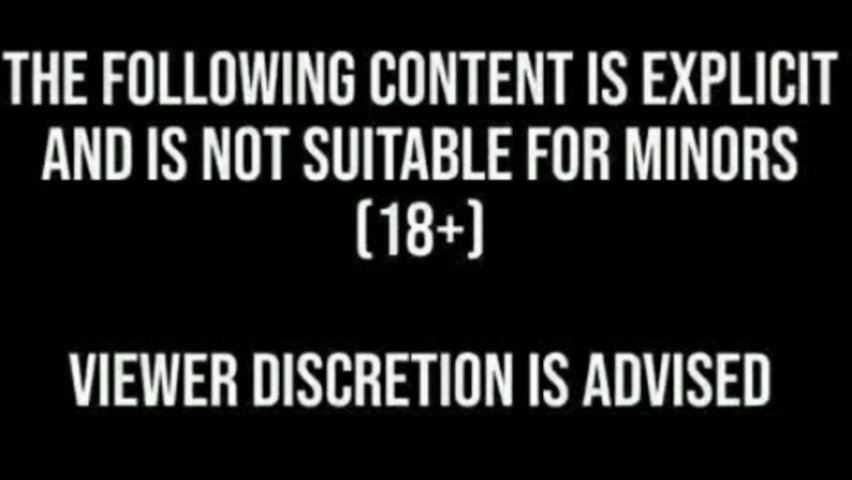 THE FOLLOWING CONTENT IS EXPLICIT
AND IS NOT SUITABLE FOR MINORS
(18+)
VIEWER DISCRETION IS ADVISED